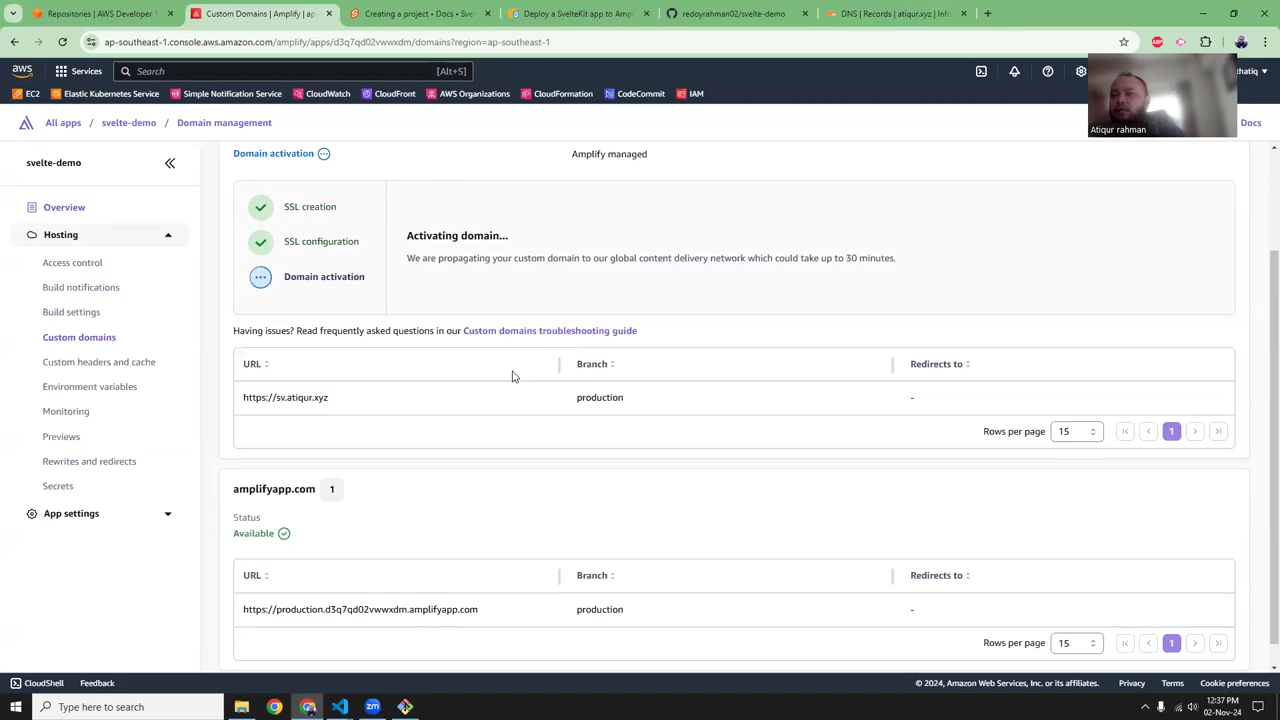 Repositories | AWS Developer T
Custom Domains | Amplify | ap
Creating a project • Docs • Svelt
Deploy a SvelteKit app to Ampl
redoyrahman02/svelte-demo
DNS | Records | atiqur.xyz | Info
ap-southeast-1.console.aws.amazon.com/amplify/apps/d3q7qd02vwwxdm/domains?region=ap-southeast-1
aws
Services
Search
[Alt+S]
thatiq
EC2
Elastic Kubernetes Service
Simple Notification Service
CloudWatch
CloudFront
AWS Organizations
CloudFormation
CodeCommit
IAM
Atiqur rahman
All apps / svelte-demo / Domain management
Docs
svelte-demo
Overview
Hosting
Access control
Build notifications
Build settings
Custom domains
Custom headers and cache
Environment variables
Monitoring
Previews
Rewrites and redirects
Secrets
App settings
Domain activation
Amplify managed
SSL creation
SSL configuration
Domain activation
Activating domain...
We are propagating your custom domain to our global content delivery network which could take up to 30 minutes.
Having issues? Read frequently asked questions in our Custom domains troubleshooting guide
URL Branch Redirects to
https://sv.atiqur.xyz production -
Rows per page 15 1
amplifyapp.com 1
Status
Available
URL Branch Redirects to
https://production.d3q7qd02vwwxdm.amplifyapp.com production -
Rows per page 15 1
CloudShell Feedback
© 2024, Amazon Web Services, Inc. or its affiliates. Privacy Terms Cookie preferences
Type here to search
12:37 PM
02-Nov-24